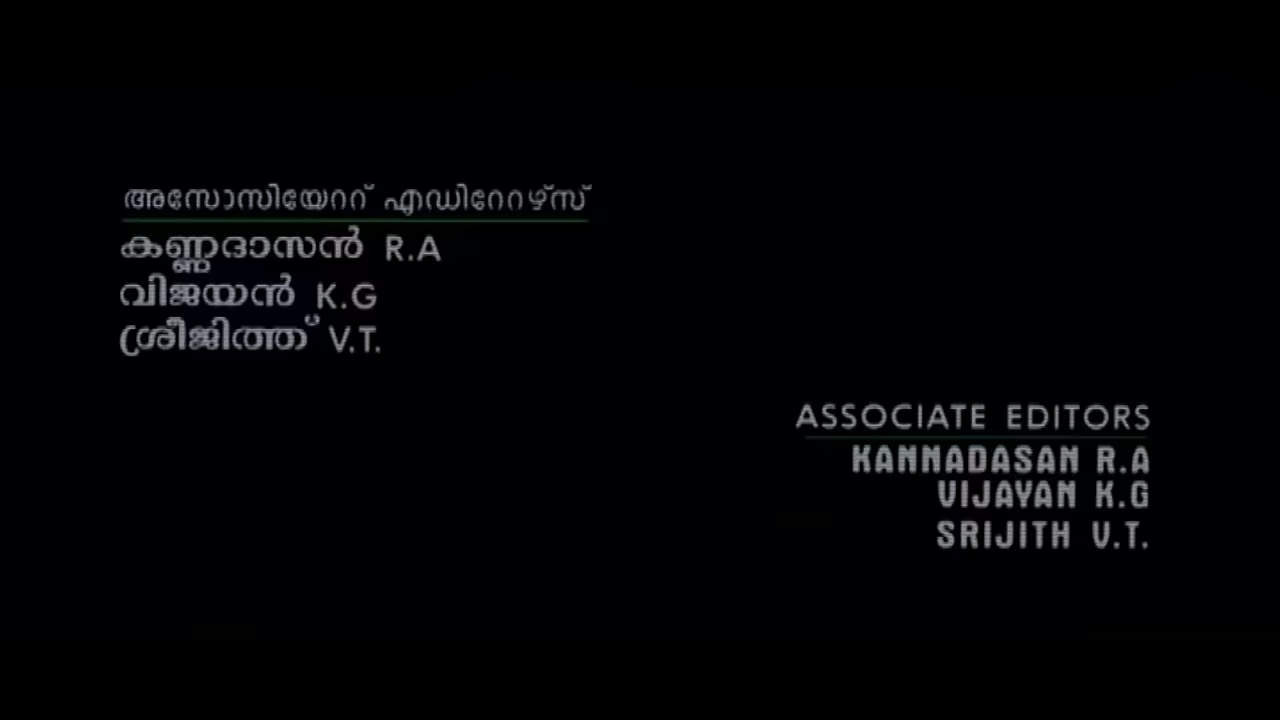 അസോസിയേററ് എഡിറേറഴ്സ്
കണ്ണദാസൻ R.A
വിജയൻ K.G
ശ്രീജിത്ത് V.T.
ASSOCIATE EDITORS
KANNADASAN R.A
VIJAYAN K.G
SRIJITH V.T.